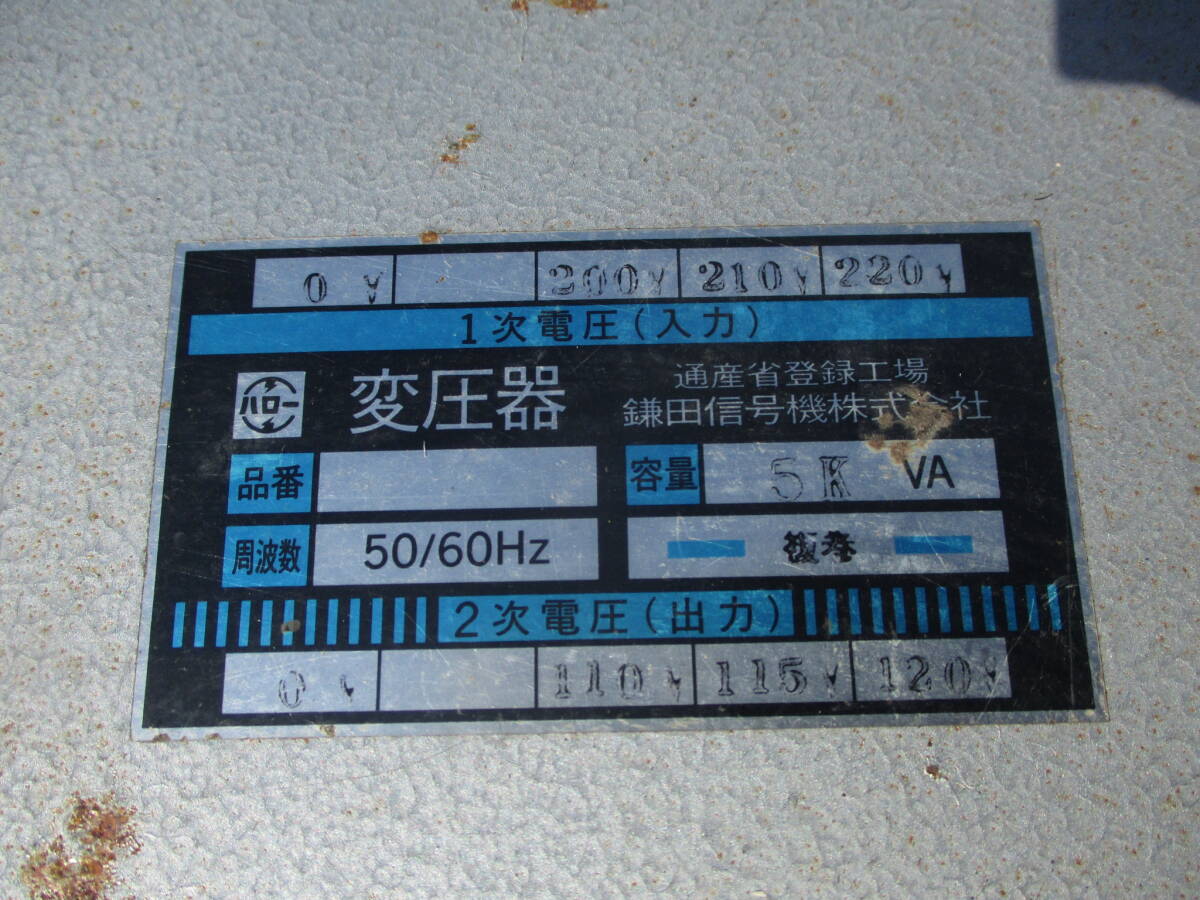 0 V 200V 210V 220V
1次電圧(入力)
ハロー 変圧器
通産省登録工場
鎌田信号機株式会社
品番
容量 5K VA
周波数 50/60Hz
複巻
2次電圧(出力)
0 V 110V 115V 120V